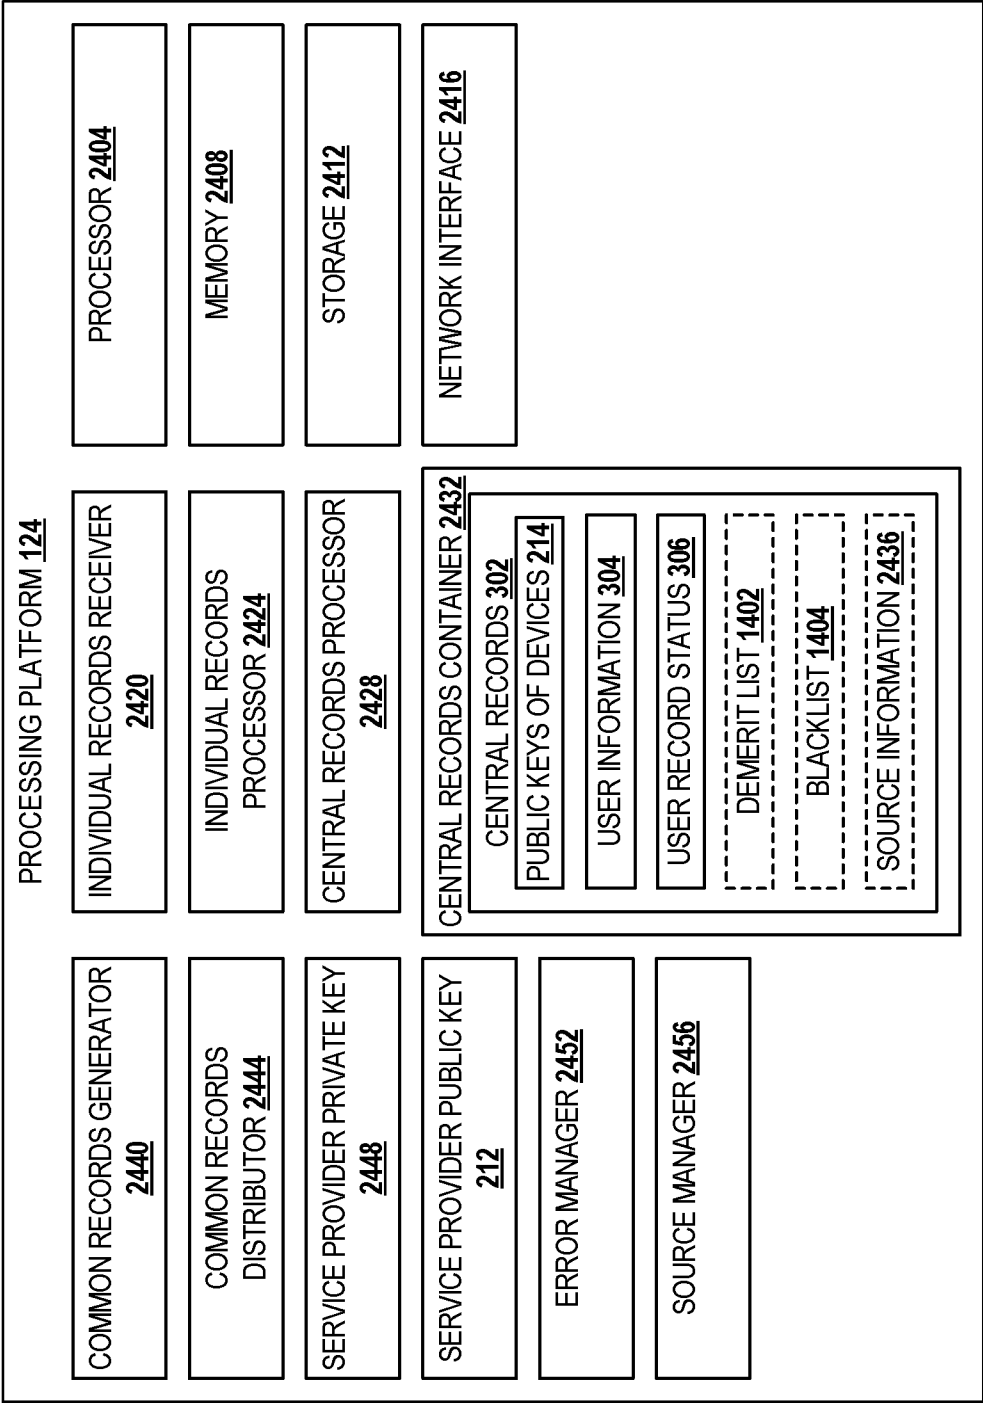 PROCESSING PLATFORM 124
COMMON RECORDS GENERATOR
2440
COMMON RECORDS
DISTRIBUTOR 2444
SERVICE PROVIDER PRIVATE KEY
2448
SERVICE PROVIDER PUBLIC KEY
212
ERROR MANAGER 2452
SOURCE MANAGER 2456
INDIVIDUAL RECORDS RECEIVER
2420
INDIVIDUAL RECORDS
PROCESSOR 2424
CENTRAL RECORDS PROCESSOR
2428
CENTRAL RECORDS CONTAINER 2432
CENTRAL RECORDS 302
PUBLIC KEYS OF DEVICES 214
USER INFORMATION 304
USER RECORD STATUS 306
DEMERIT LIST 1402
BLACKLIST 1404
SOURCE INFORMATION 2436
PROCESSOR 2404
MEMORY 2408
STORAGE 2412
NETWORK INTERFACE 2416